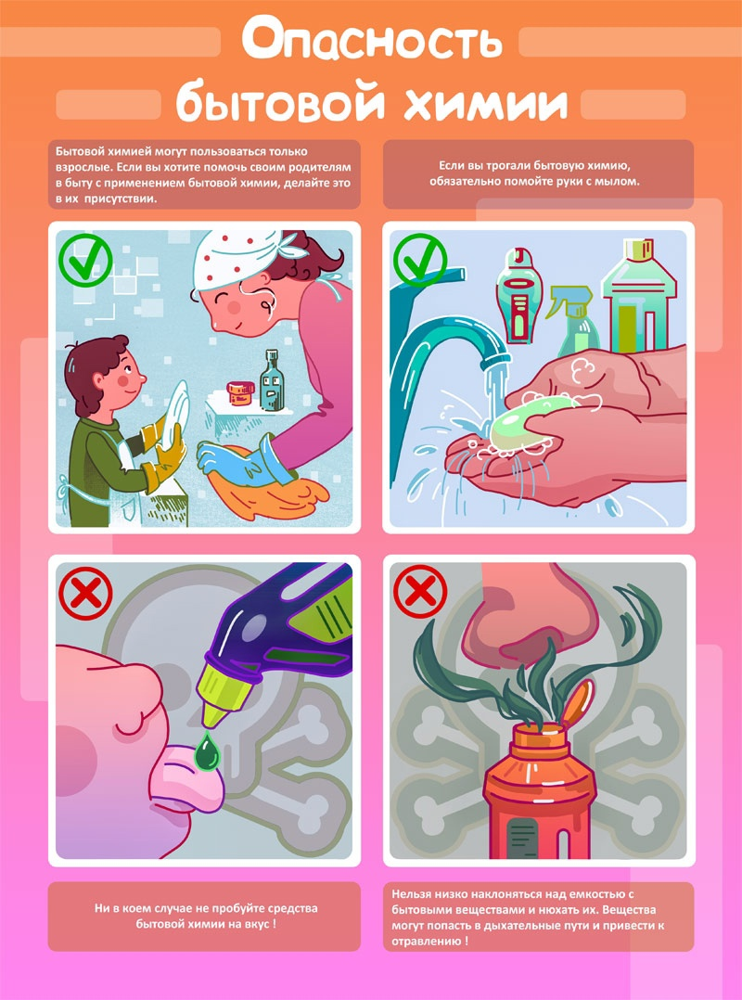 Опасность
бытовой химии
Бытовой химией могут пользоваться только
взрослые. Если вы хотите помочь своим родителям
в быту с применением бытовой химии, делайте это
в их присутствии.
Если вы трогали бытовую химию,
обязательно помойте руки с мылом.
Ни в коем случае не пробуйте средства
бытовой химии на вкус !
Нельзя низко наклоняться над емкостью с
бытовыми веществами и нюхать их. Вещества
могут попасть в дыхательные пути и привести к
отравлению !